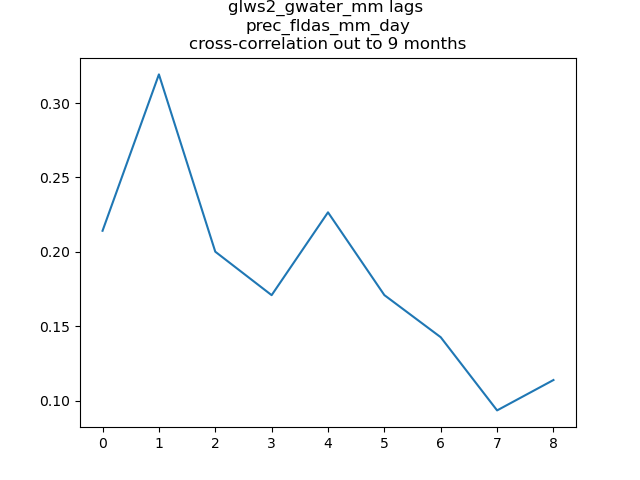 glws2_gwater_mm lags
prec_fldas_mm_day
cross-correlation out to 9 months
0.30
0.25
0.20
0.15
0.10
0 1 2 3 4 5 6 7 8